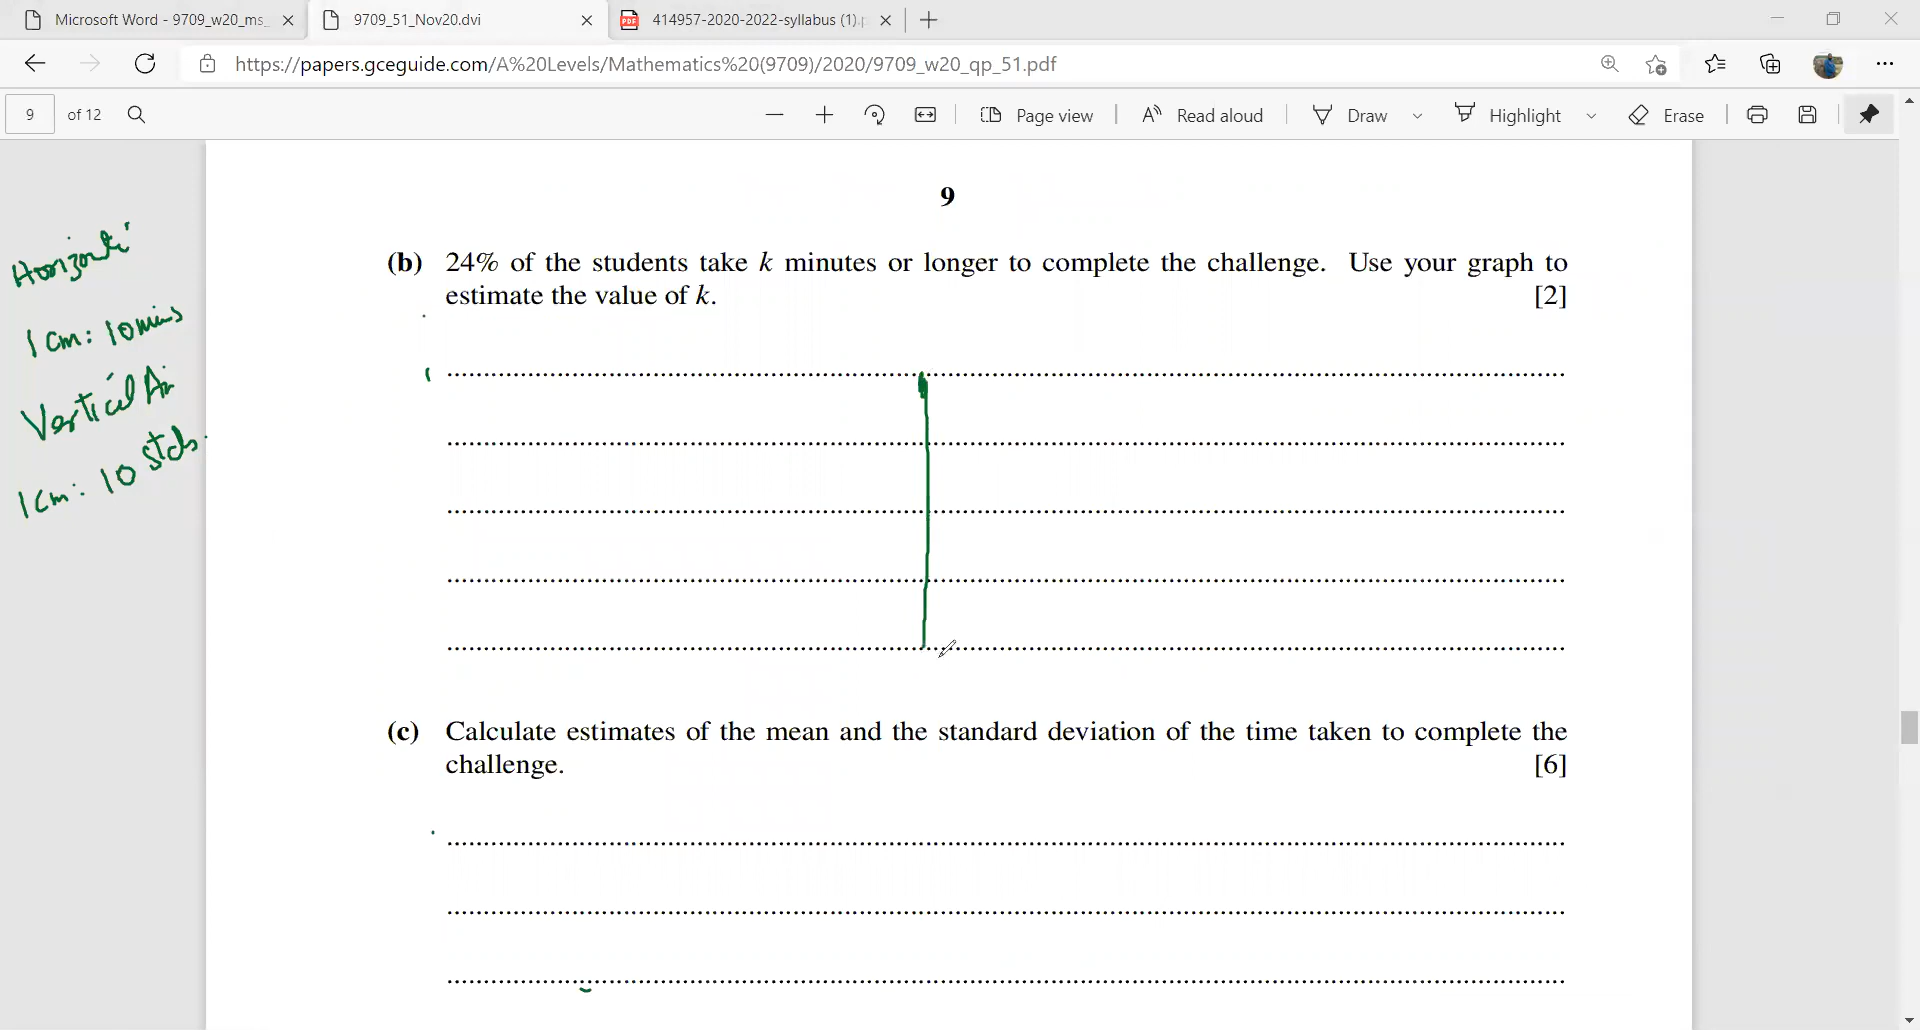 Microsoft Word - 9709_w20_ms_
9709_51_Nov20.dvi
414957-2020-2022-syllabus (1).p
https://papers.gceguide.com/A%20Levels/Mathematics%20(9709)/2020/9709_w20_qp_51.pdf
9 of 12
Page view
Read aloud
Draw
Highlight
Erase
9
(b) 24% of the students take k minutes or longer to complete the challenge. Use your graph to
estimate the value of k. [2]
(c) Calculate estimates of the mean and the standard deviation of the time taken to complete the
challenge. [6]
1 cm: 10 mins
1 cm: 10